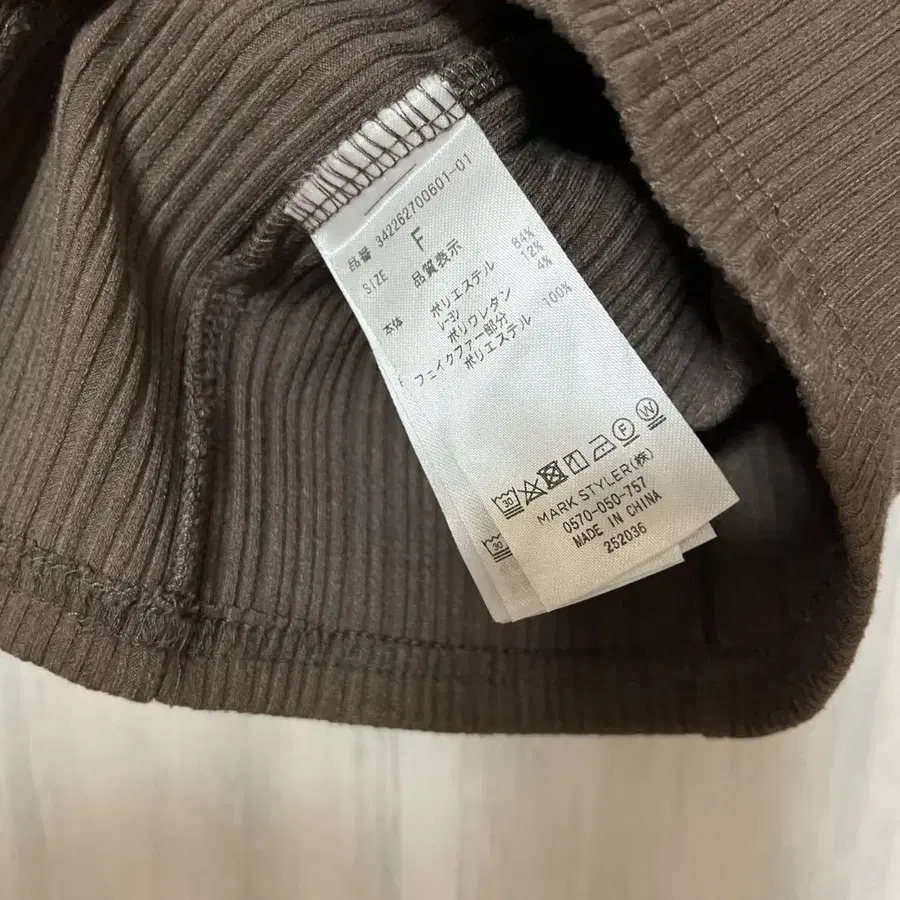 品番 342262700601-01
SIZE F
品質表示
本体 ポリエステル 84%
レーヨン 12%
ポリウレタン 4%
フェイクファー部分
ポリエステル 100%
30 F W
MARK STYLER(株)
0570-050-757
MADE IN CHINA
252036
30